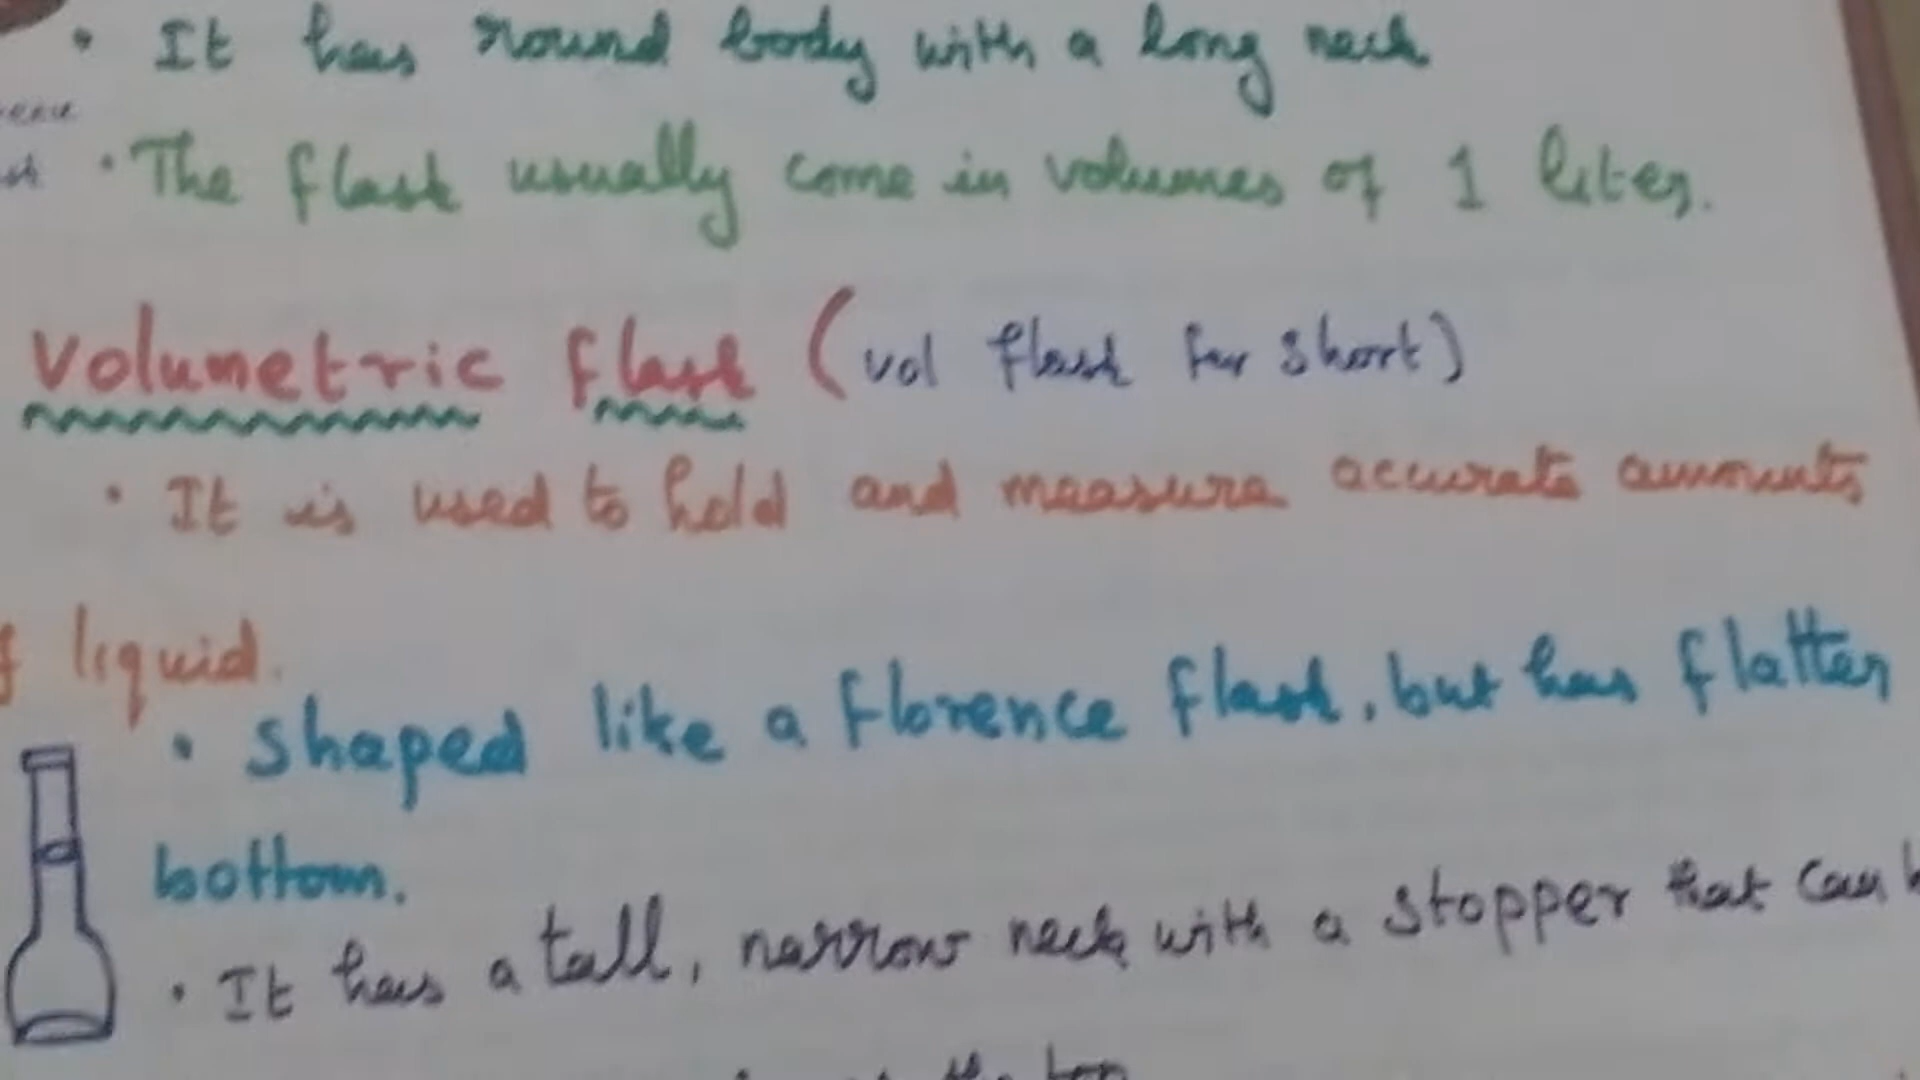 • It has round body with a long neck
• The flask usually come in volumes of 1 liter.
Volumetric flask (vol flask for short)
• It is used to hold and measure accurate amounts
f liquid.
• shaped like a florence flask, but has flatter
bottom.
• It has a tall, narrow neck with a stopper that can b
the top